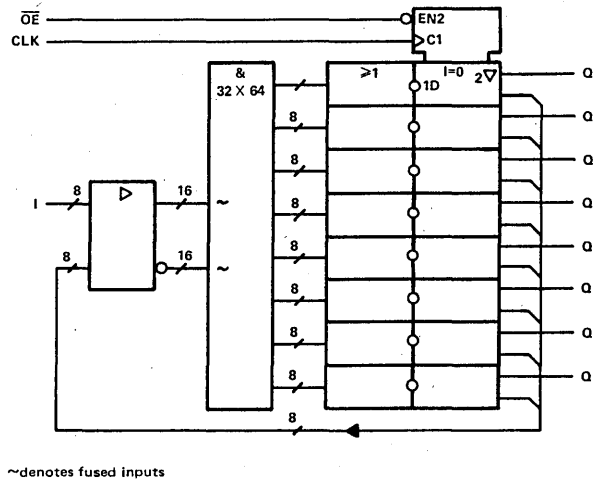 OE
EN2
CLK
C1
&
32 X 64
≥1
I=0
1D
2▽
Q
8
Q
8
Q
I
8
▷
16
~
8
Q
8
16
~
8
Q
8
Q
8
Q
8
Q
8
~denotes fused inputs